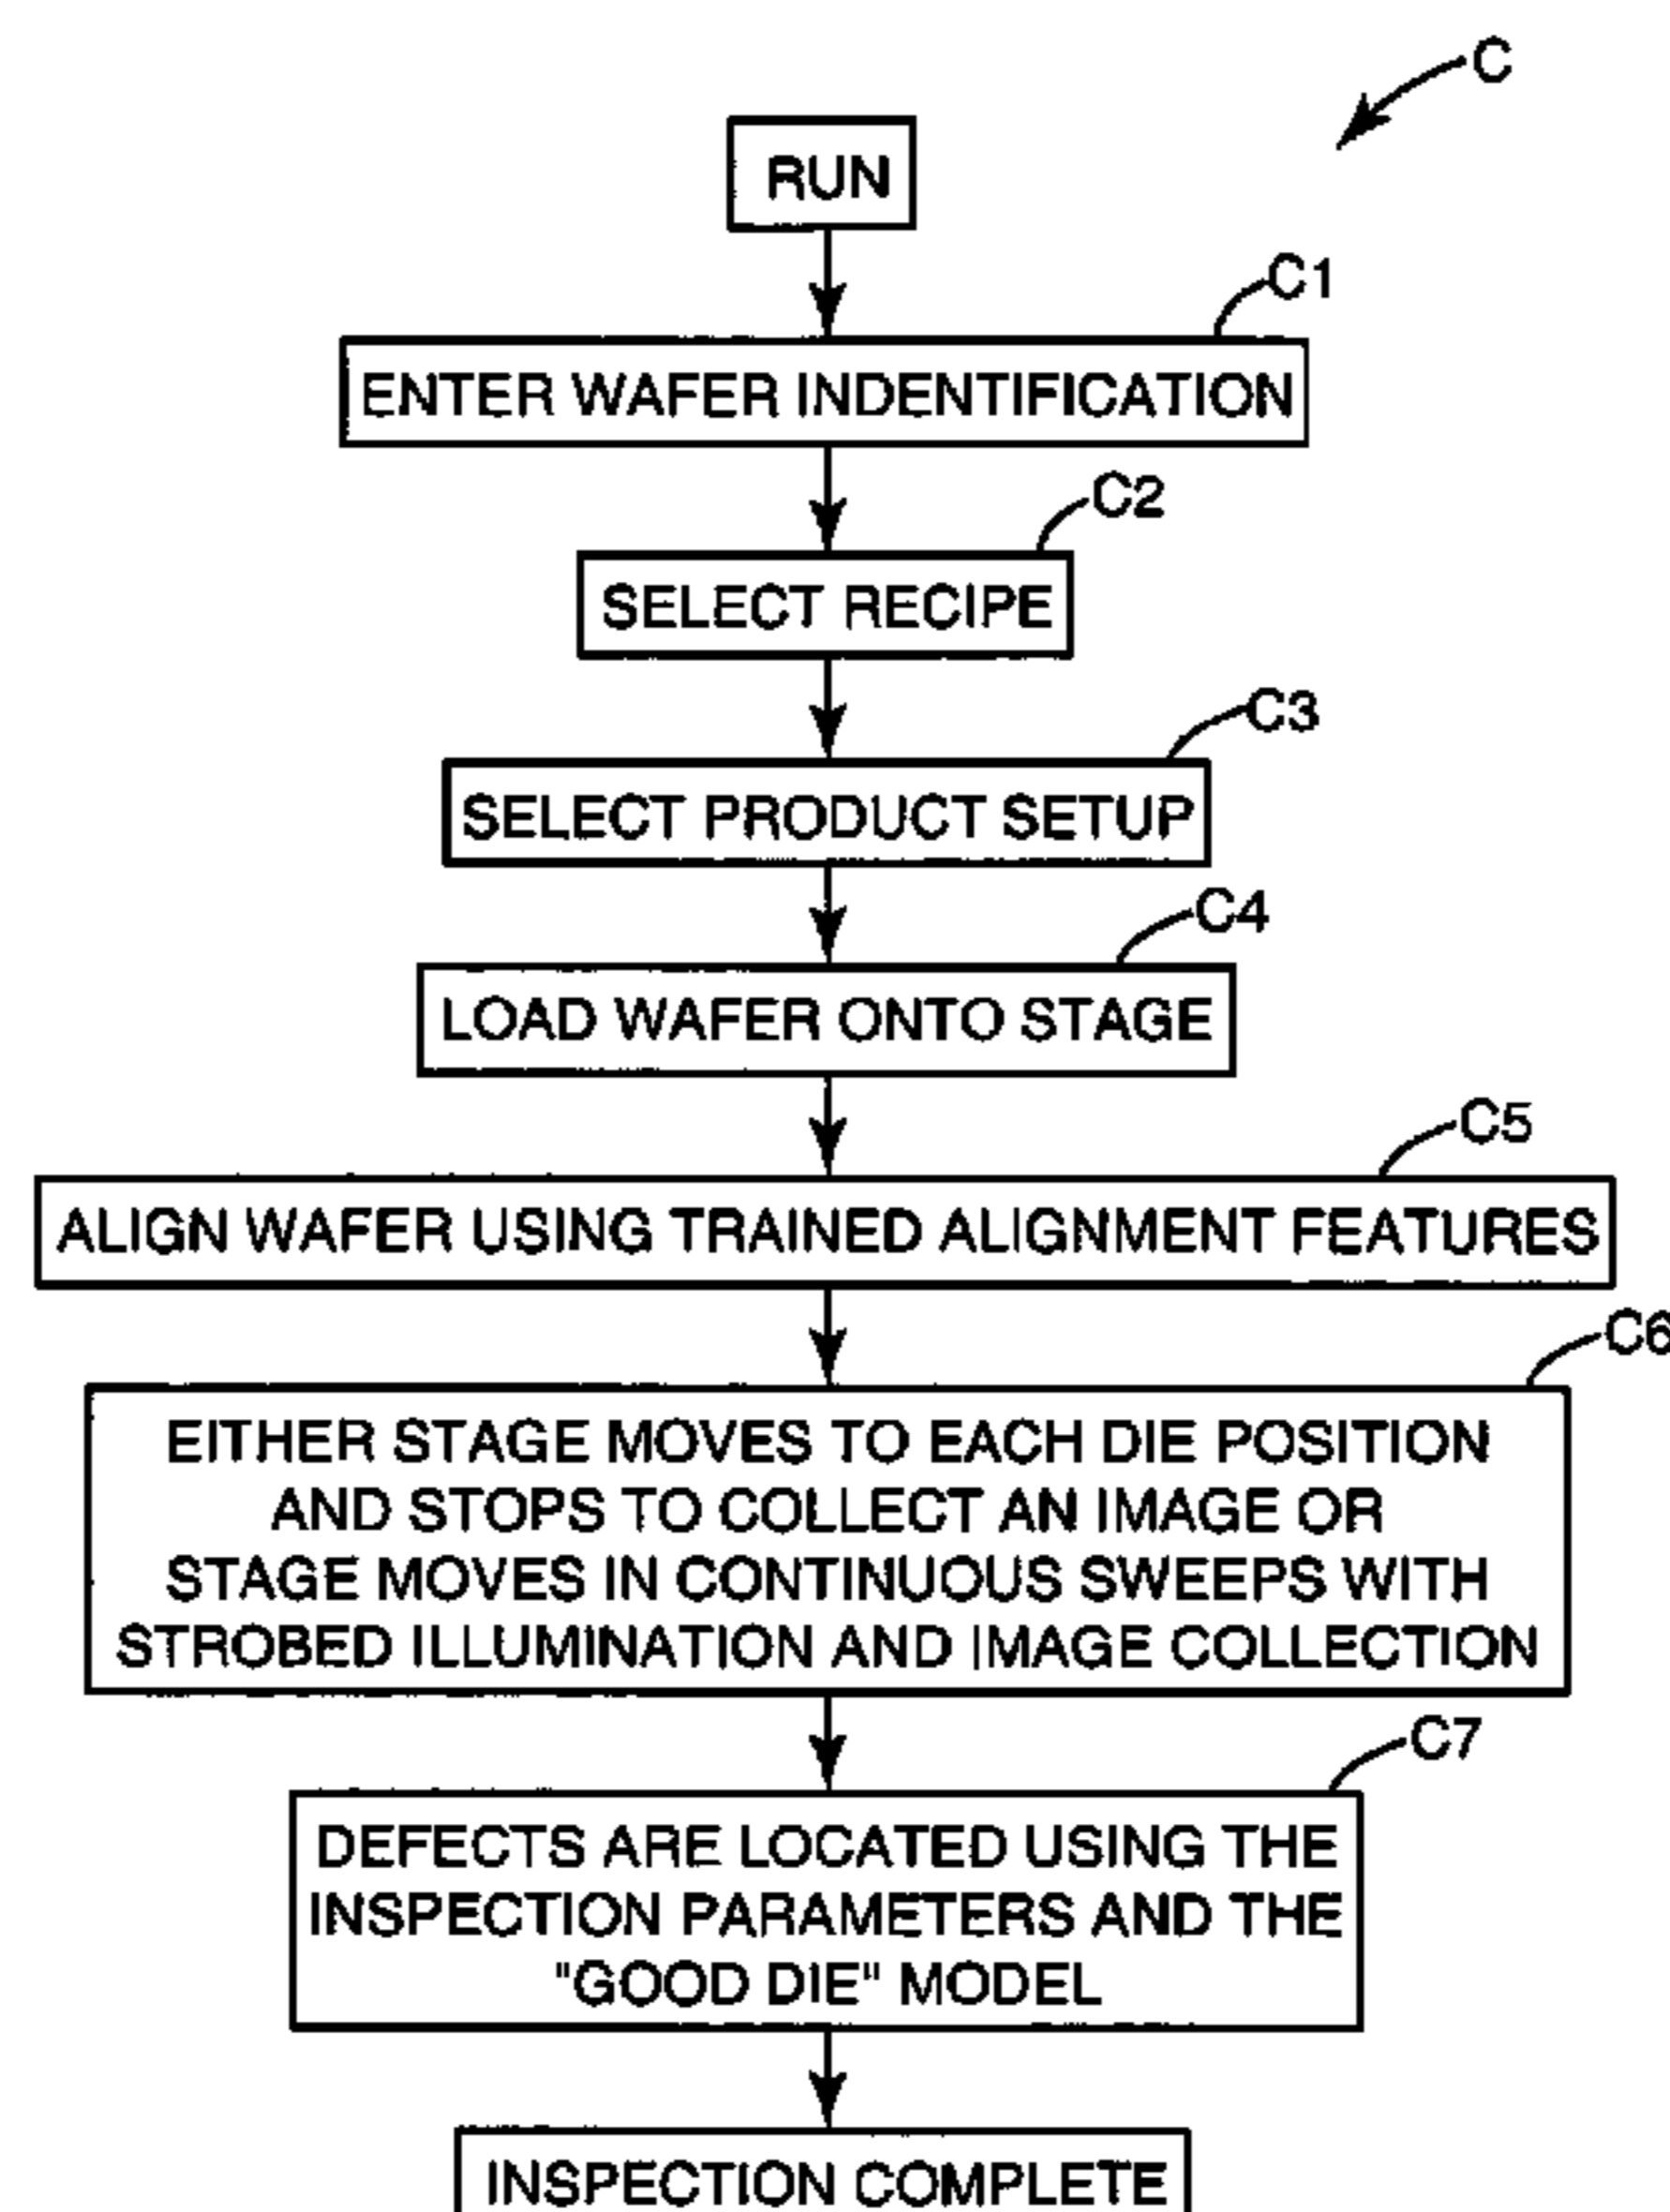 C
RUN
C1
ENTER WAFER INDENTIFICATION
C2
SELECT RECIPE
C3
SELECT PRODUCT SETUP
C4
LOAD WAFER ONTO STAGE
C5
ALIGN WAFER USING TRAINED ALIGNMENT FEATURES
C6
EITHER STAGE MOVES TO EACH DIE POSITION
AND STOPS TO COLLECT AN IMAGE OR
STAGE MOVES IN CONTINUOUS SWEEPS WITH
STROBED ILLUMINATION AND IMAGE COLLECTION
C7
DEFECTS ARE LOCATED USING THE
INSPECTION PARAMETERS AND THE
"GOOD DIE" MODEL
INSPECTION COMPLETE